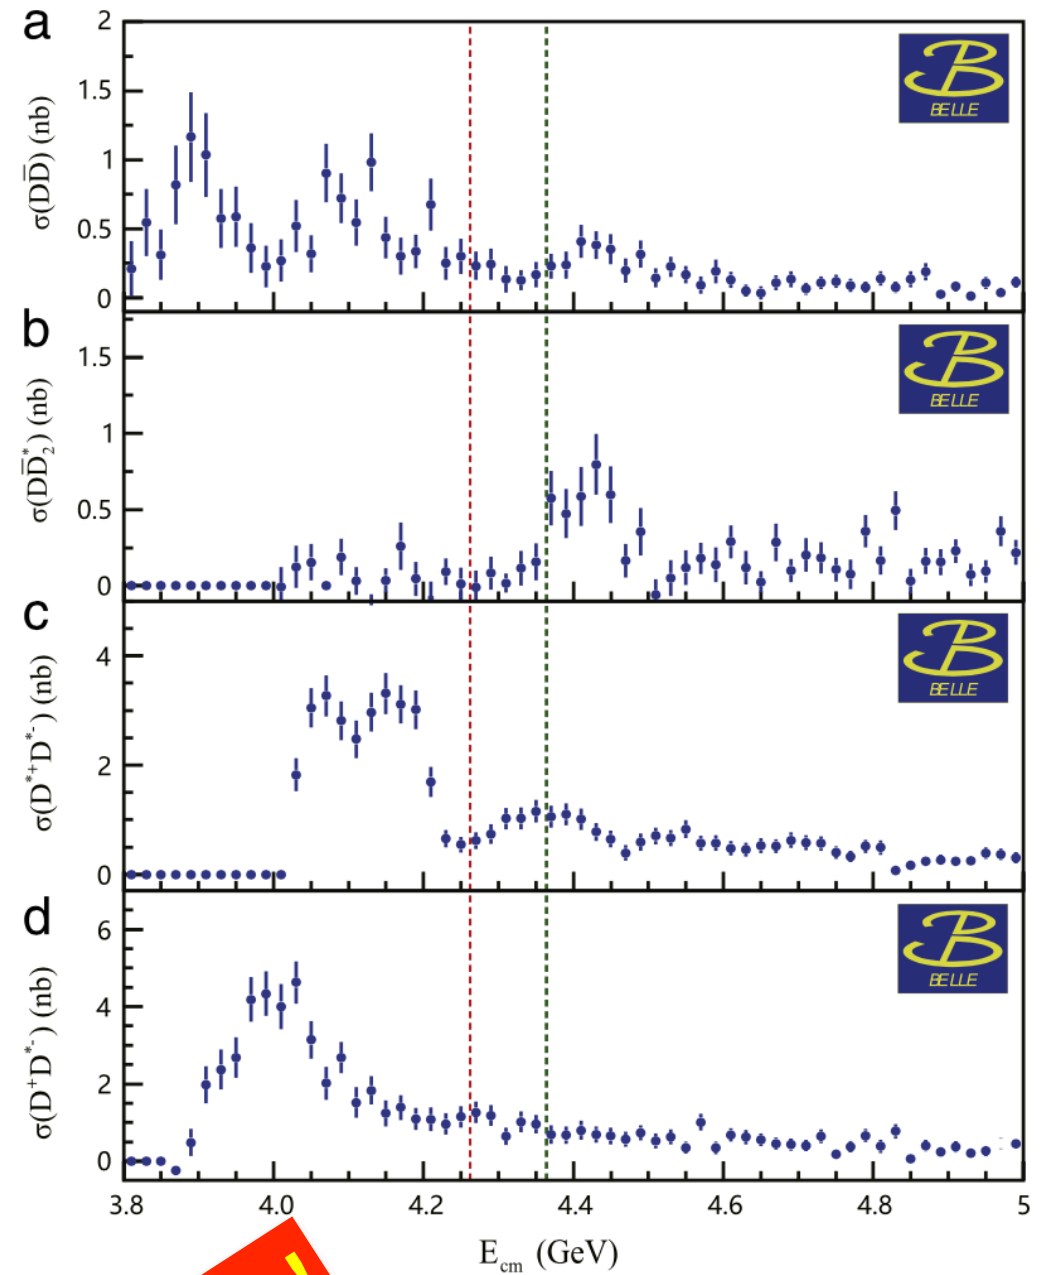 a
2
1.5
1
0.5
0
σ(DD̅) (nb)
BELLE
b
1.5
1
0.5
0
σ(DD̅₂*) (nb)
BELLE
c
4
2
0
σ(D*⁺D*⁻) (nb)
BELLE
d
6
4
2
0
σ(D⁺D*⁻) (nb)
BELLE
3.8 4.0 4.2 4.4 4.6 4.8 5
E_cm (GeV)